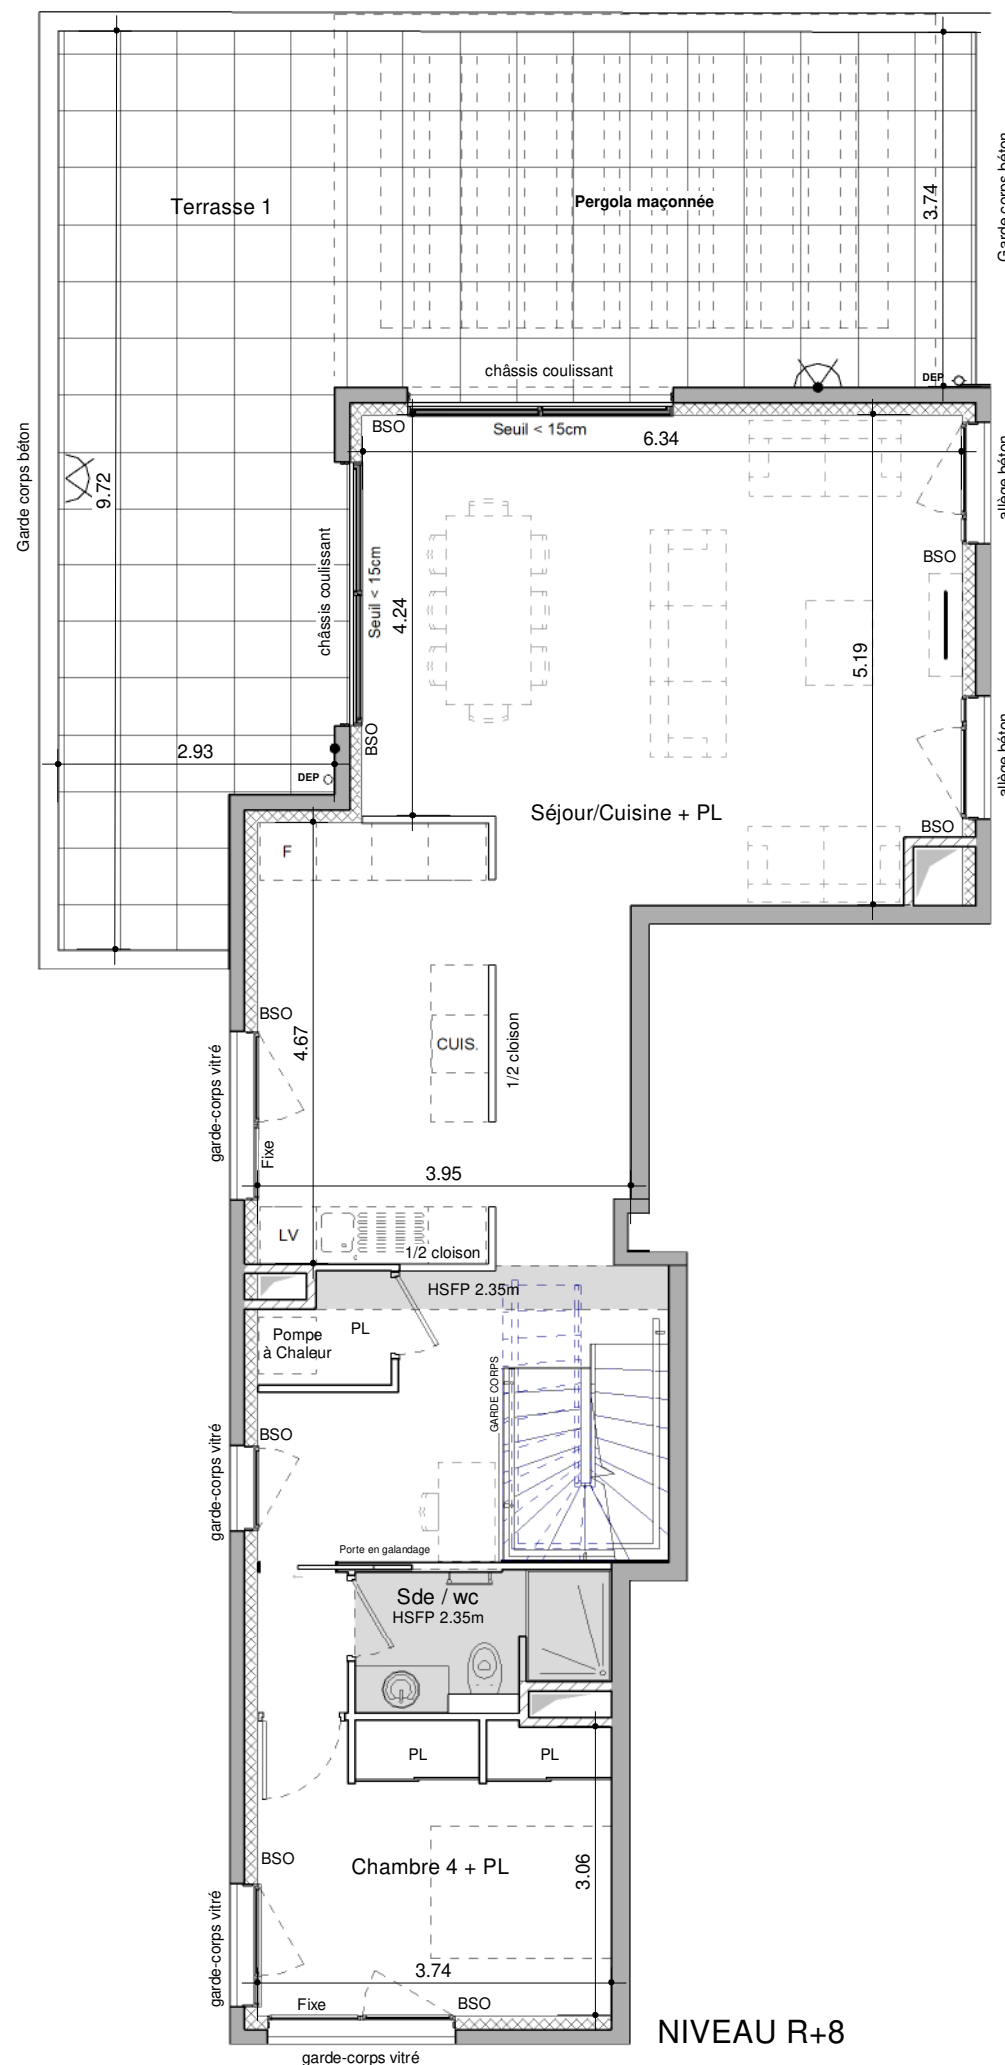 Terrasse 1
Pergola maçonnée
3.74
Garde corps béton
châssis coulissant
DEP
BSO
Seuil < 15cm
6.34
Garde corps béton
9.72
châssis coulissant
Seuil < 15cm
4.24
allège béton
BSO
5.19
2.93
DEP
BSO
allège béton
Séjour/Cuisine + PL
BSO
F
BSO
4.67
CUIS.
1/2 cloison
garde-corps vitré
Fixe
3.95
LV
1/2 cloison
HSFP 2.35m
Pompe
à Chaleur
PL
GARDE CORPS
BSO
garde-corps vitré
Porte en galandage
Sde / wc
HSFP 2.35m
PL
PL
BSO
Chambre 4 + PL
3.06
garde-corps vitré
3.74
Fixe
BSO
NIVEAU R+8
garde-corps vitré